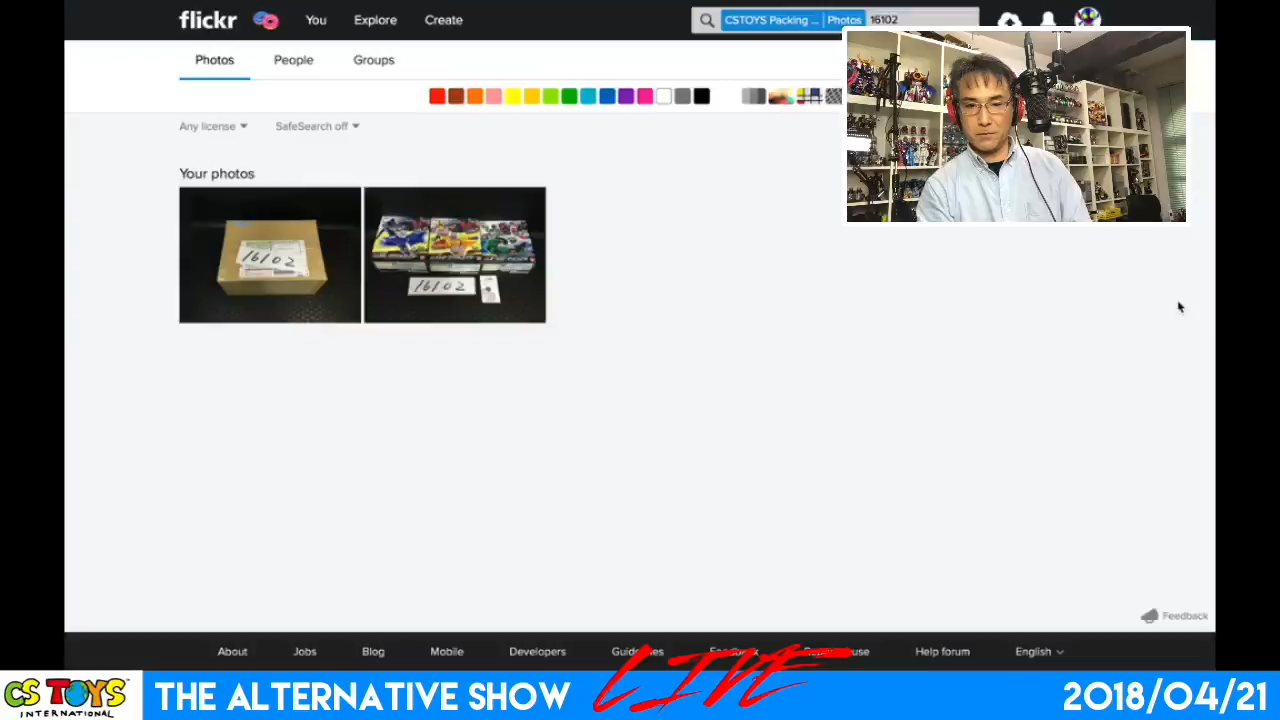 flickr You Explore Create CSTOYS Packing ... Photos 16102
Photos People Groups
Any license SafeSearch off
Your photos
16102
16102
Feedback
About Jobs Blog Mobile Developers Help forum English
CS TOYS INTERNATIONAL
THE ALTERNATIVE SHOW LIVE 2018/04/21